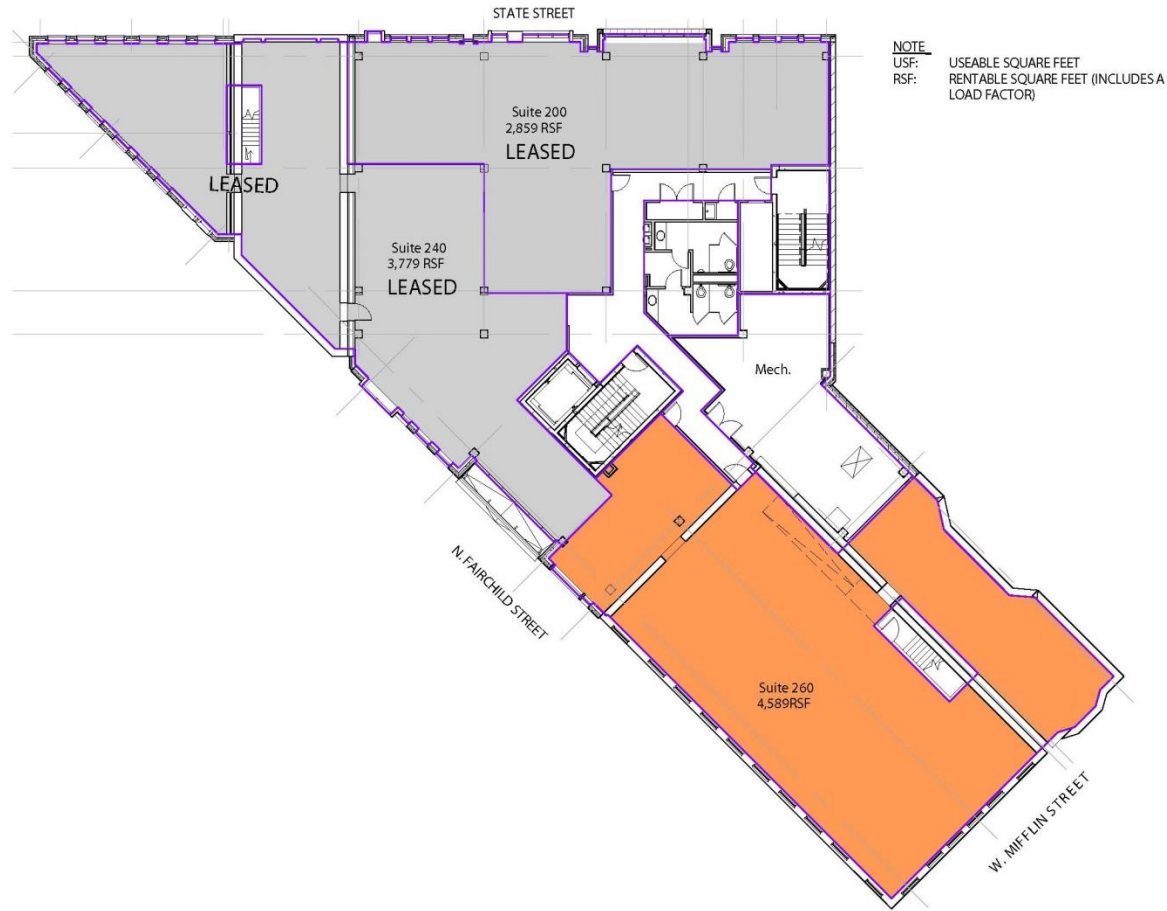 STATE STREET
NOTE
USF: USEABLE SQUARE FEET
RSF: RENTABLE SQUARE FEET (INCLUDES A
LOAD FACTOR)
Suite 200
2,859 RSF
LEASED
LEASED
Suite 240
3,779 RSF
LEASED
Mech.
N. FAIRCHILD STREET
Suite 260
4,589RSF
W. MIFFLIN STREET